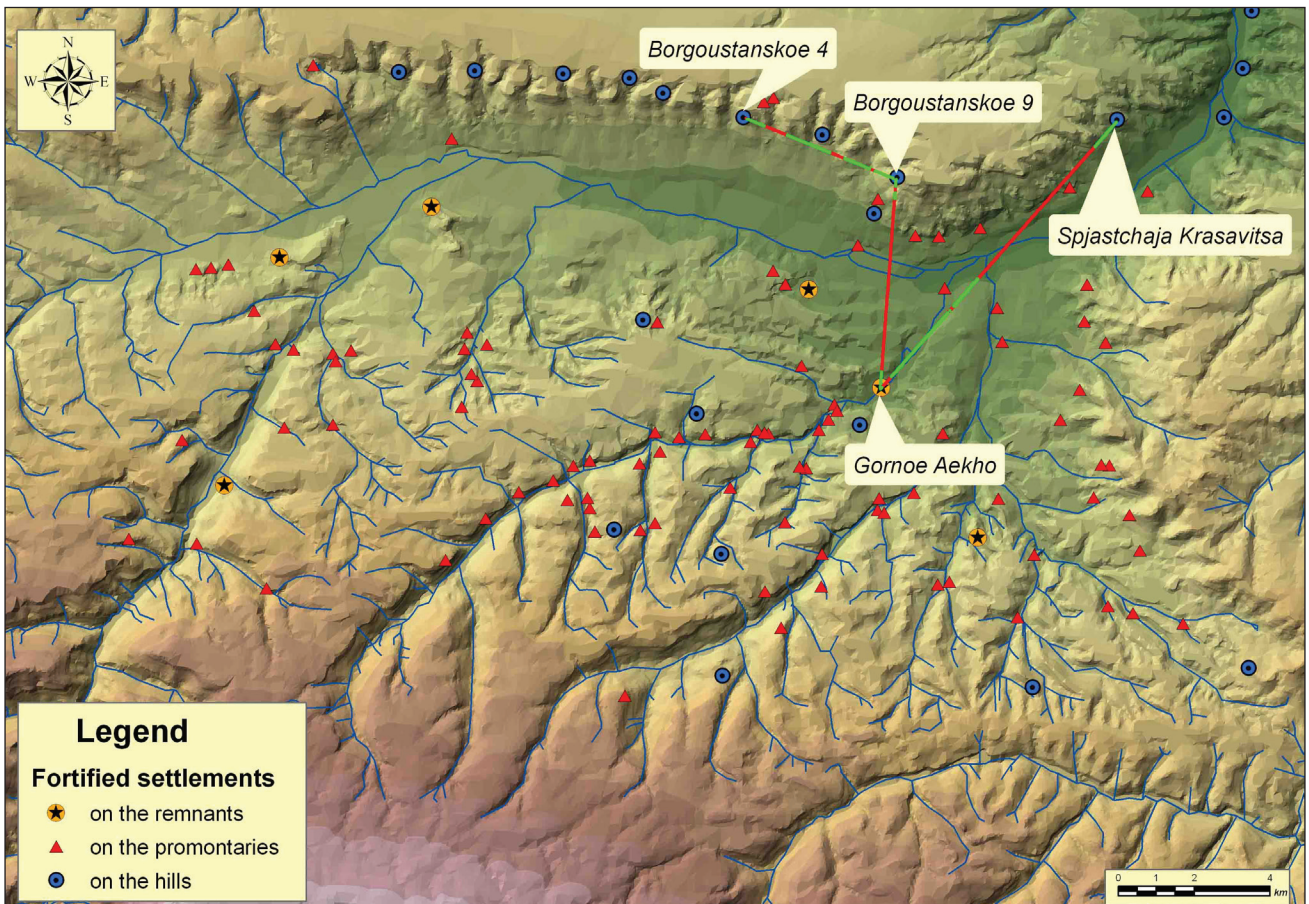 N
W E
S
Borgoustanskoe 4
Borgoustanskoe 9
Spjastchaja Krasavitsa
Gornoe Aekho
Legend
Fortified settlements
on the remnants
on the promontaries
on the hills
0 1 2 4
km